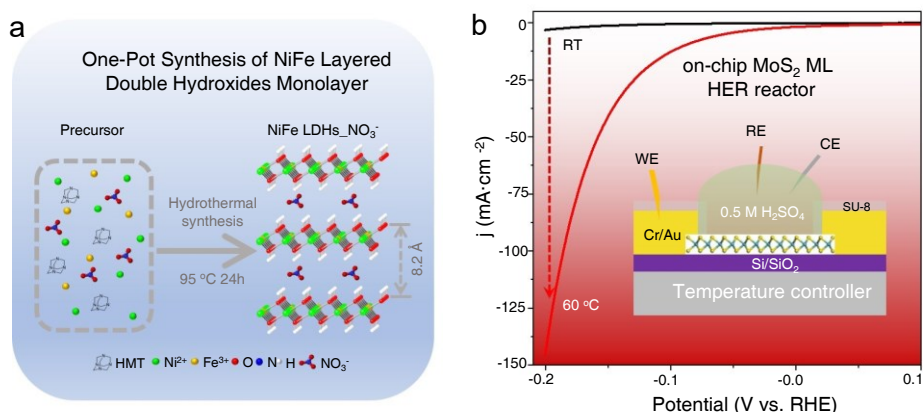 a
One-Pot Synthesis of NiFe Layered
Double Hydroxides Monolayer
Precursor
NiFe LDHs_NO₃⁻
Hydrothermal
synthesis
95 ºC 24h
8.2 Å
HMT Ni²⁺ Fe³⁺ O N H NO₃⁻
b
0
-25
-50
-75
-100
-125
-150
j (mA·cm⁻²)
RT
on-chip MoS₂ ML
HER reactor
RE
CE
WE
0.5 M H₂SO₄
SU-8
Cr/Au
Si/SiO₂
Temperature controller
60 ºC
-0.2 -0.1 -0.0 0.1
Potential (V vs. RHE)